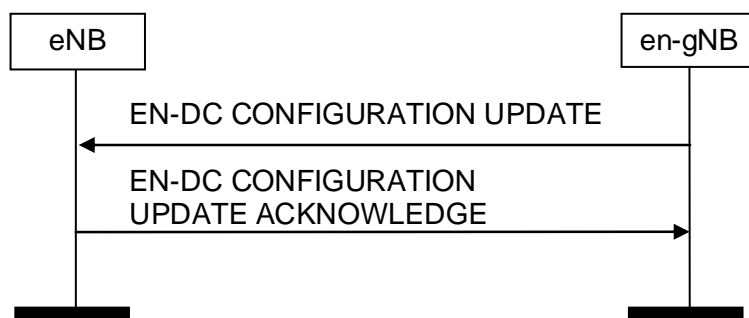 eNB
en-gNB
EN-DC CONFIGURATION UPDATE
EN-DC CONFIGURATION
UPDATE ACKNOWLEDGE